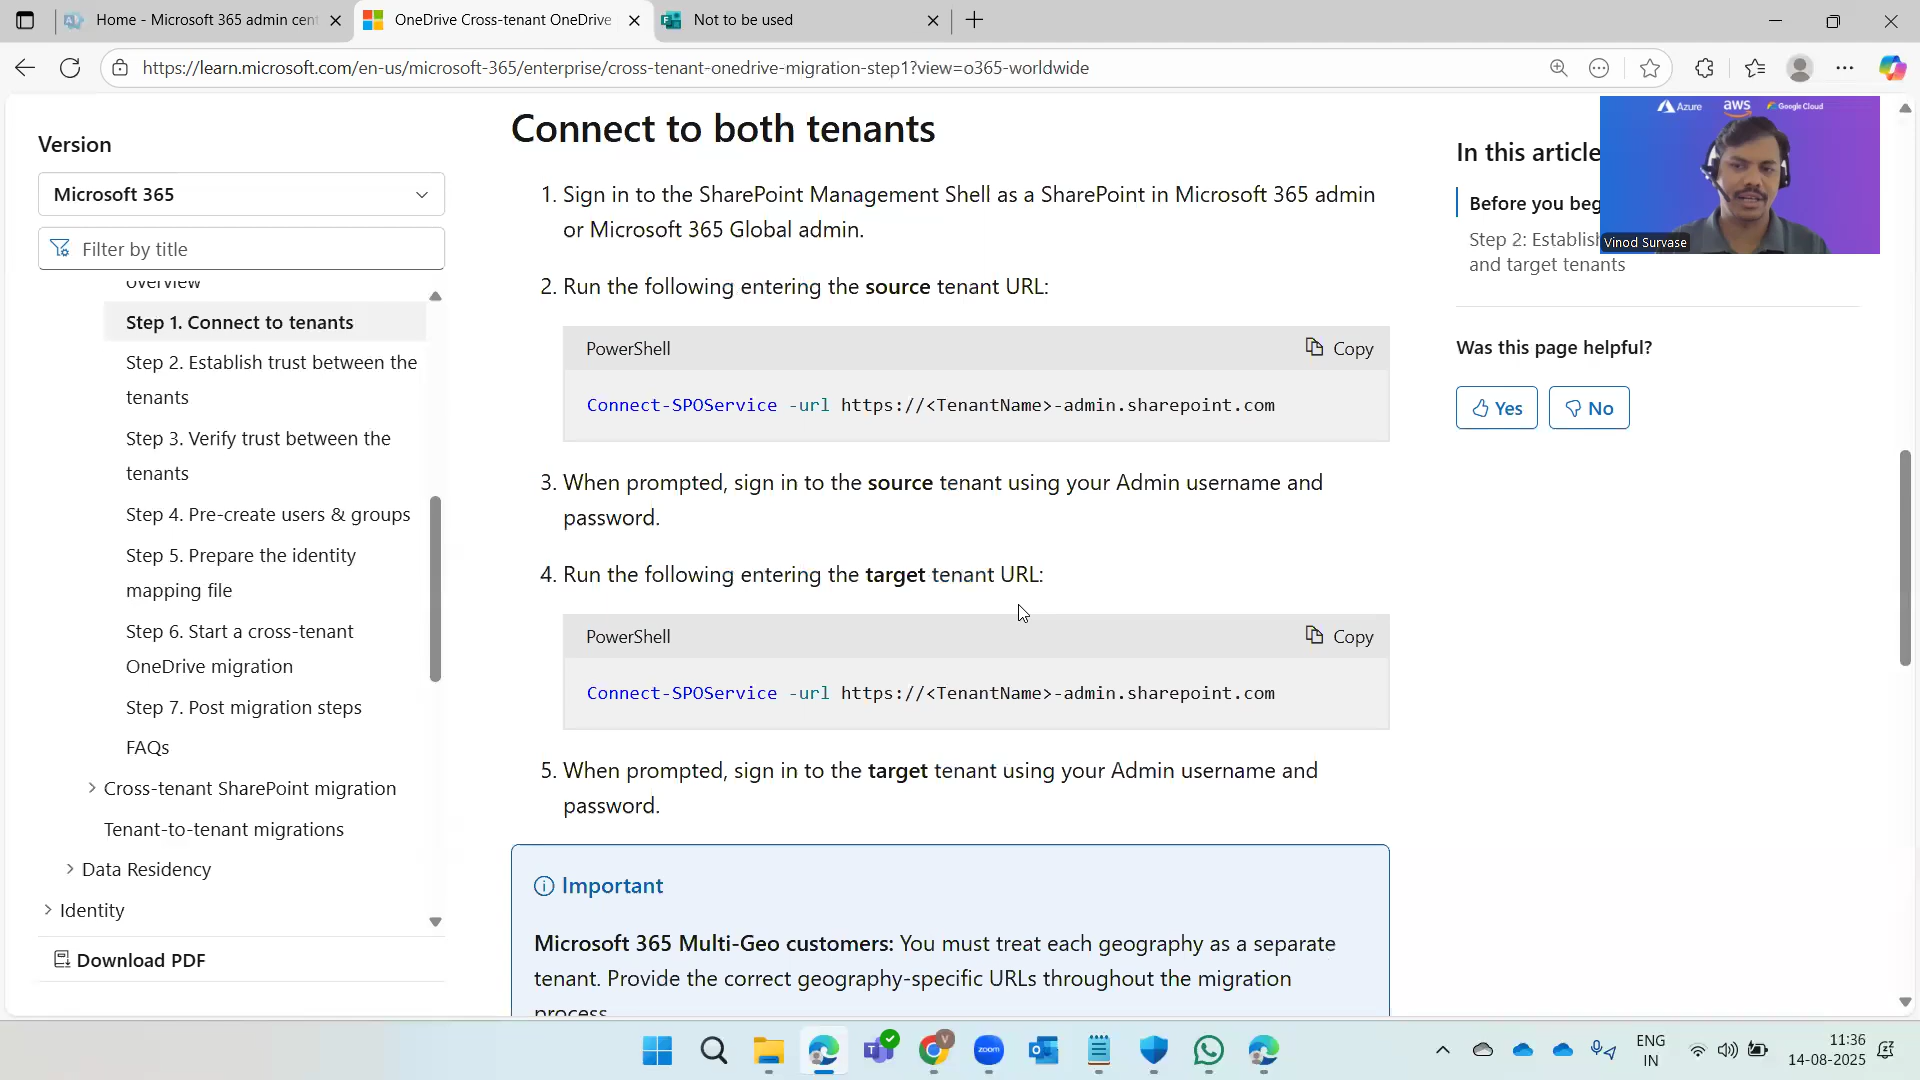 Home - Microsoft 365 admin cen
OneDrive Cross-tenant OneDrive
Not to be used
https://learn.microsoft.com/en-us/microsoft-365/enterprise/cross-tenant-onedrive-migration-step1?view=o365-worldwide
Version
Microsoft 365
Filter by title
overview
Step 1. Connect to tenants
Step 2. Establish trust between the
tenants
Step 3. Verify trust between the
tenants
Step 4. Pre-create users & groups
Step 5. Prepare the identity
mapping file
Step 6. Start a cross-tenant
OneDrive migration
Step 7. Post migration steps
FAQs
Cross-tenant SharePoint migration
Tenant-to-tenant migrations
Data Residency
Identity
Download PDF
Connect to both tenants
1. Sign in to the SharePoint Management Shell as a SharePoint in Microsoft 365 admin
or Microsoft 365 Global admin.
2. Run the following entering the source tenant URL:
PowerShell
Copy
Connect-SPOService -url https://<TenantName>-admin.sharepoint.com
3. When prompted, sign in to the source tenant using your Admin username and
password.
4. Run the following entering the target tenant URL:
PowerShell
Copy
Connect-SPOService -url https://<TenantName>-admin.sharepoint.com
5. When prompted, sign in to the target tenant using your Admin username and
password.
Important
Microsoft 365 Multi-Geo customers: You must treat each geography as a separate
tenant. Provide the correct geography-specific URLs throughout the migration
process.
In this article
Before you beg
Step 2: Establis
and target tenants
Was this page helpful?
Yes
No
Azure
aws
Google Cloud
Vinod Survase
zoom
V
ENG
IN
11:36
14-08-2025